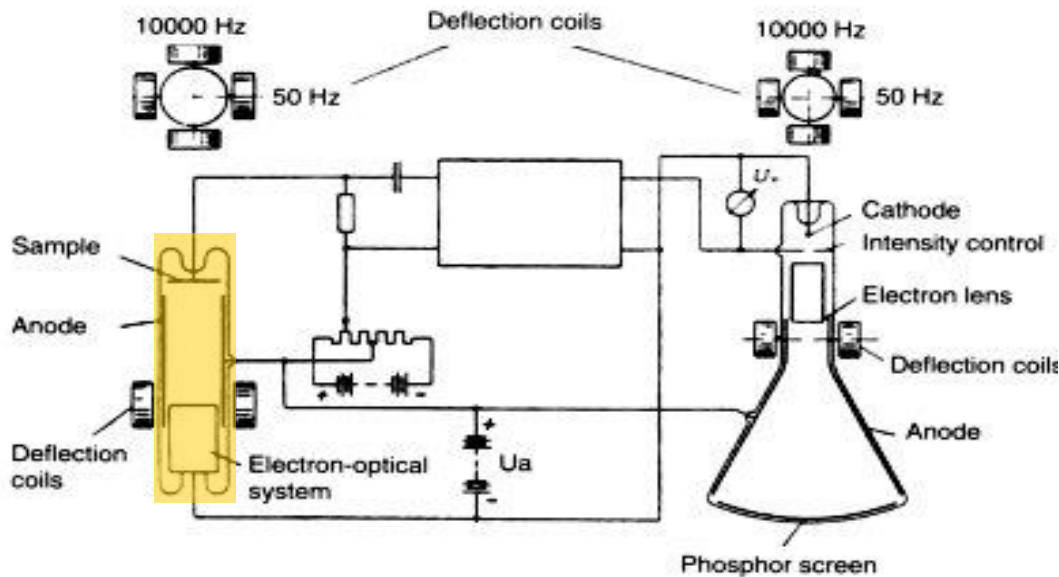 Deflection coils
10000 Hz
50 Hz
10000 Hz
50 Hz
Sample
Anode
Deflection
coils
Electron-optical
system
+
-
+
Ua
-
Cathode
Intensity control
Electron lens
Deflection coils
Anode
Phosphor screen